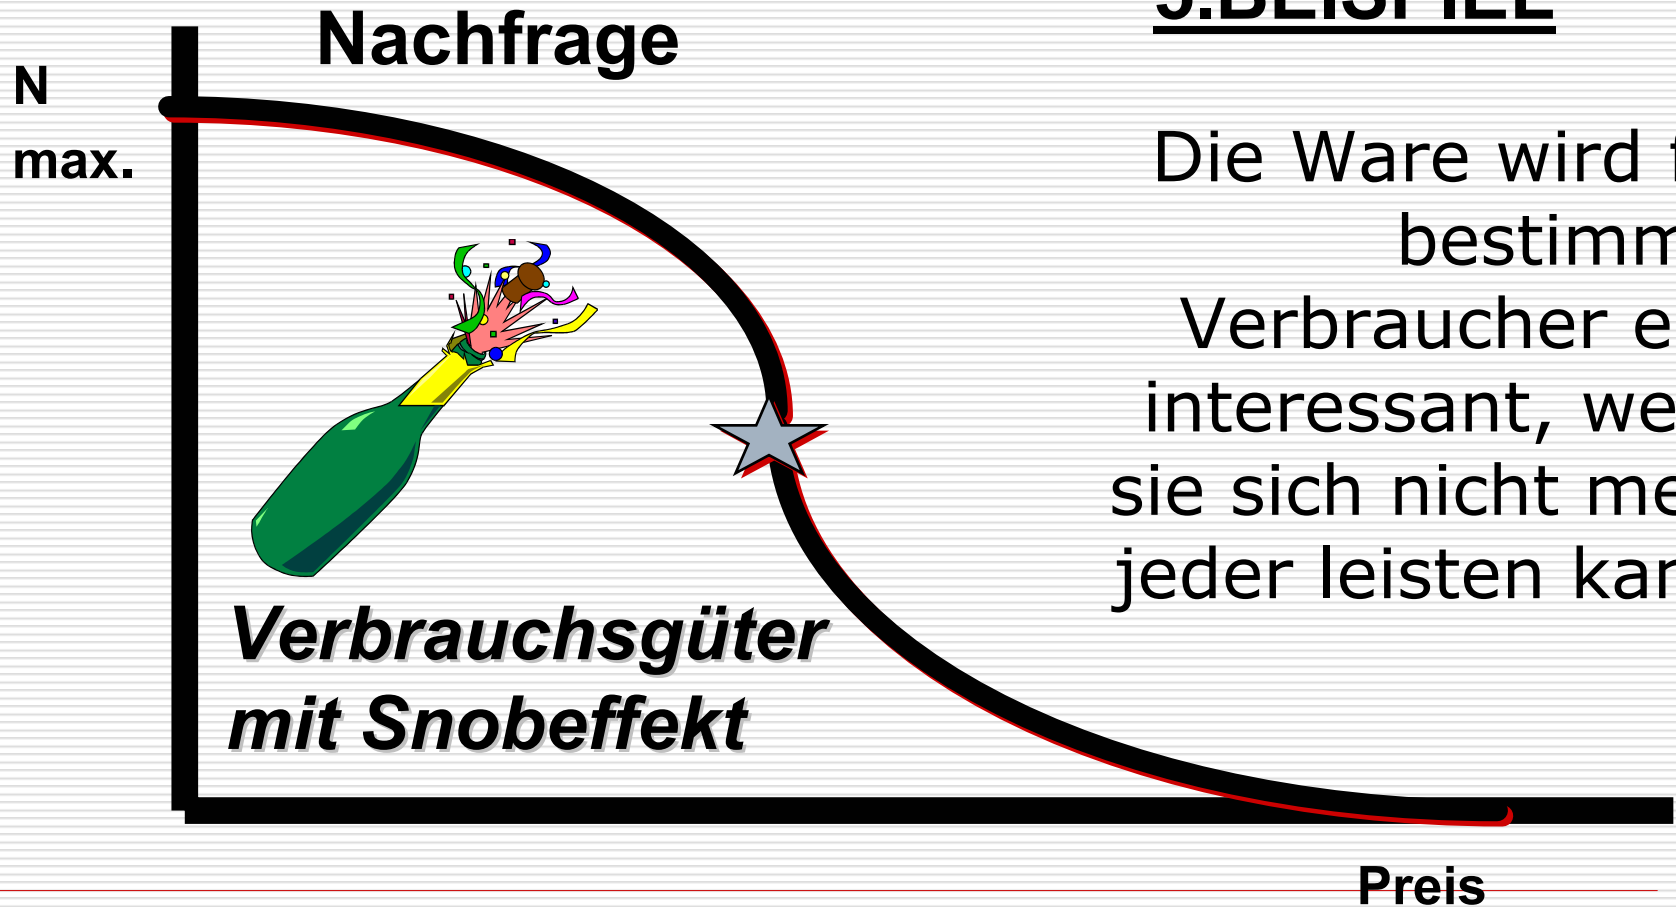 Nachfrage
N
max.
Verbrauchsgüter
mit Snobeffekt
Preis
BEISPIEL
Die Ware wird
bestimm
Verbraucher e
interessant, we
sie sich nicht me
jeder leisten kan